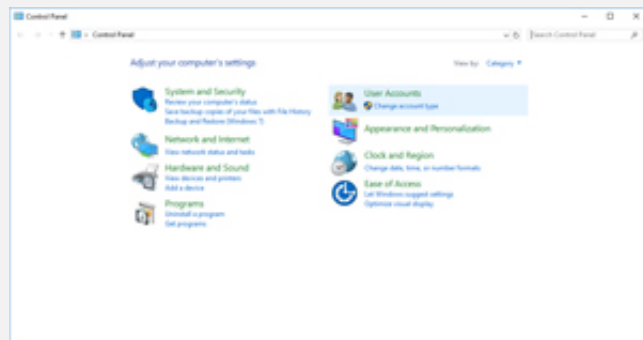 Control Panel
Control Panel
Search Control Panel
Adjust your computer's settings
View by: Category
System and Security
Review your computer's status
Save backup copies of your files with File History
Backup and Restore (Windows 7)
Network and Internet
View network status and tasks
Hardware and Sound
View devices and printers
Add a device
Programs
Uninstall a program
Get programs
User Accounts
Change account type
Appearance and Personalization
Clock and Region
Change date, time, or number formats
Ease of Access
Let Windows suggest settings
Optimize visual display